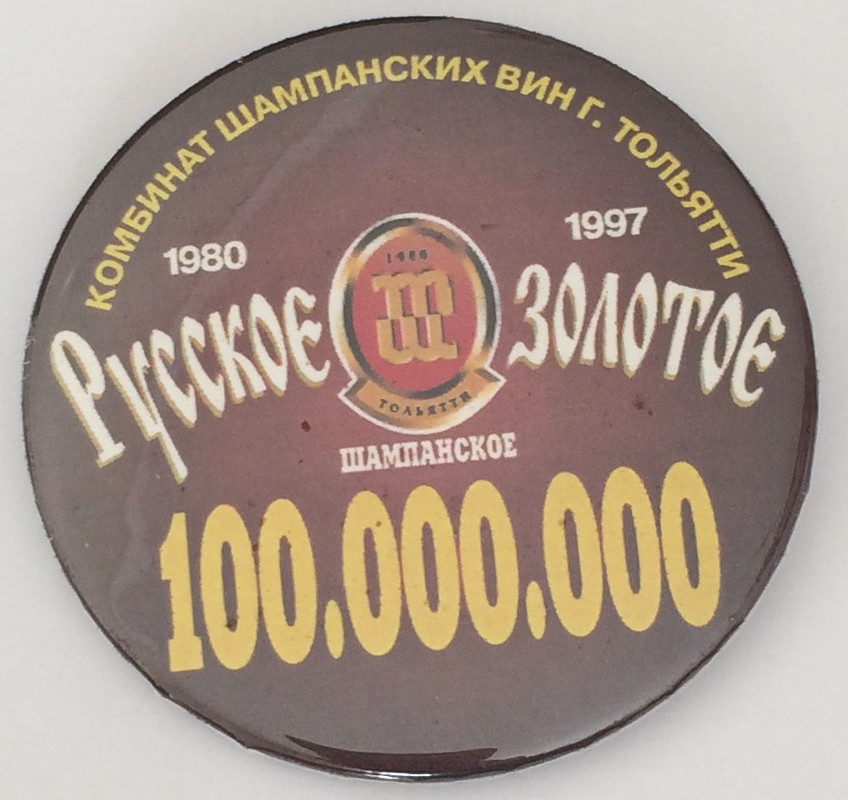 КОМБИНАТ ШАМПАНСКИХ ВИН Г. ТОЛЬЯТТИ
1980
1997
РУССКОЕ
ЗОЛОТОЕ
Ш
ТОЛЬЯТТИ
ШАМПАНСКОЕ
100.000.000